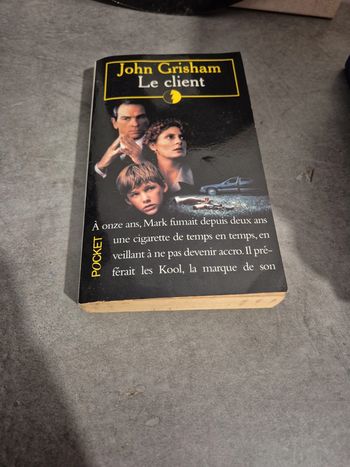 John Grisham
Le client
À onze ans, Mark fumait depuis deux ans
une cigarette de temps en temps, en
veillant à ne pas devenir accro. Il pré-
férait les Kool, la marque de son
POCKET